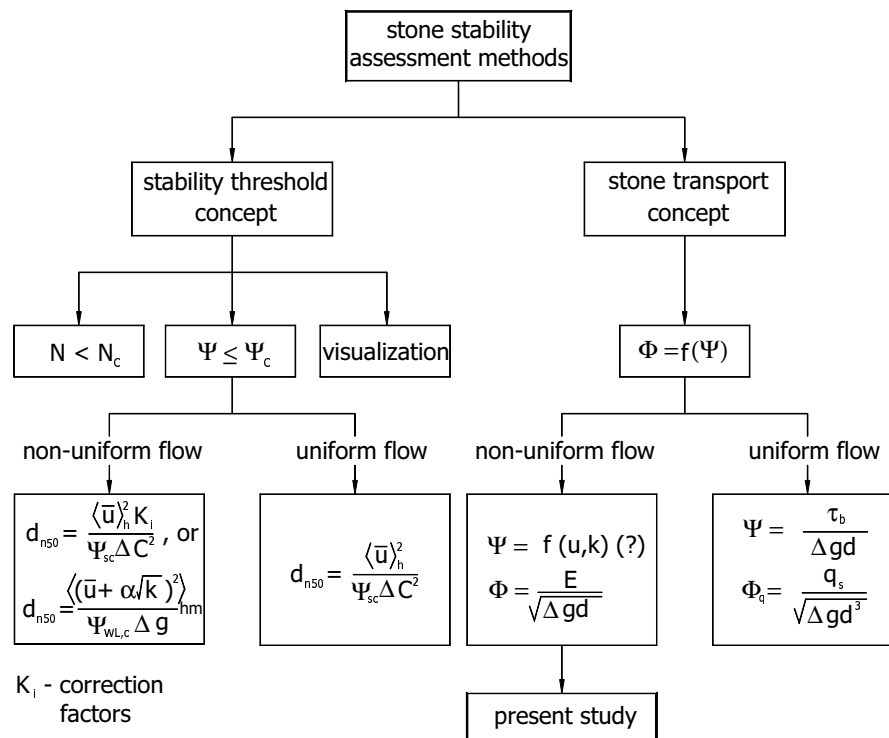 stone stability
assessment methods
stability threshold
concept
stone transport
concept
N < N_c
Ψ ≤ Ψ_c
visualization
Φ = f(Ψ)
non-uniform flow
uniform flow
non-uniform flow
uniform flow
d_n50 = ⟨u̅⟩²_h K_i / Ψ_sc Δ C² , or
d_n50 = ⟨(u̅ + α√k)²⟩_hm / Ψ_WL,c Δ g
d_n50 = ⟨u̅⟩²_h / Ψ_sc Δ C²
Ψ = f (u,k) (?)
Φ = E / √(Δgd)
Ψ = τ_b / Δgd
Φ_q = q_s / √(Δgd³)
K_i - correction
factors
present study